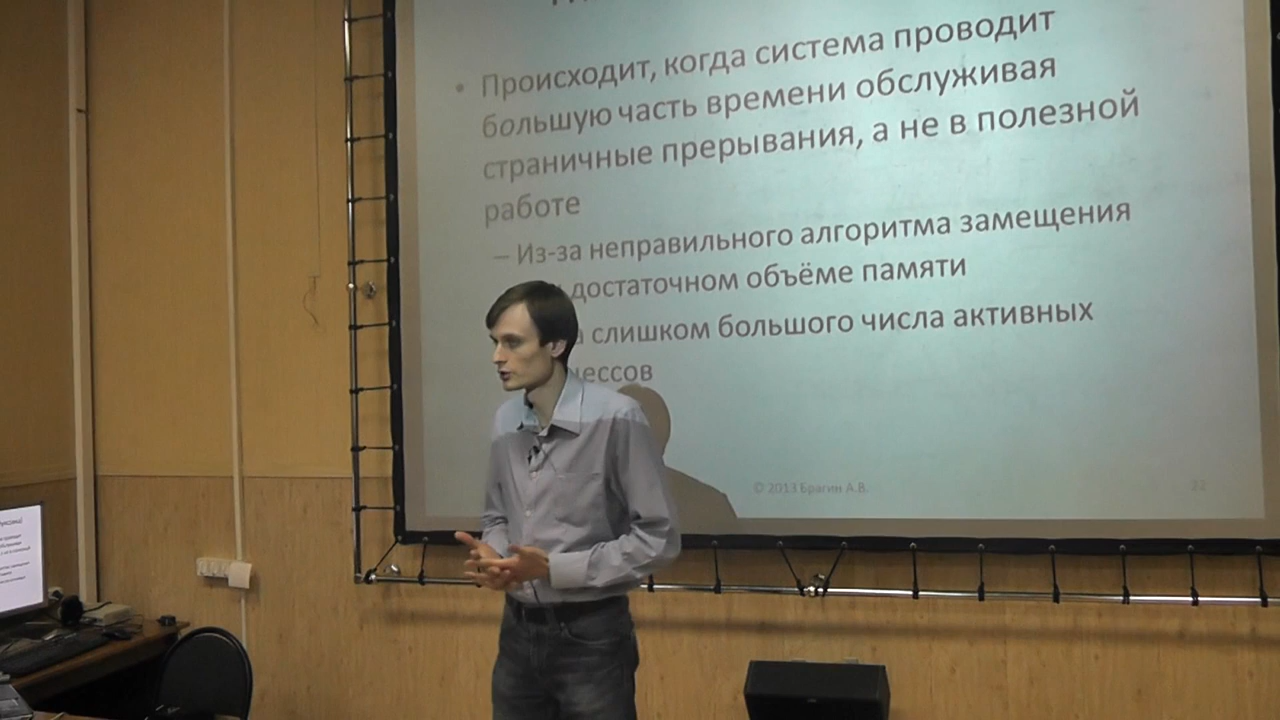 • Происходит, когда система проводит
большую часть времени обслуживая
страничные прерывания, а не в полезной
работе
– Из-за неправильного алгоритма замещения
достаточном объёме памяти
слишком большого числа активных
ессов
© 2013 Брагин А.В.